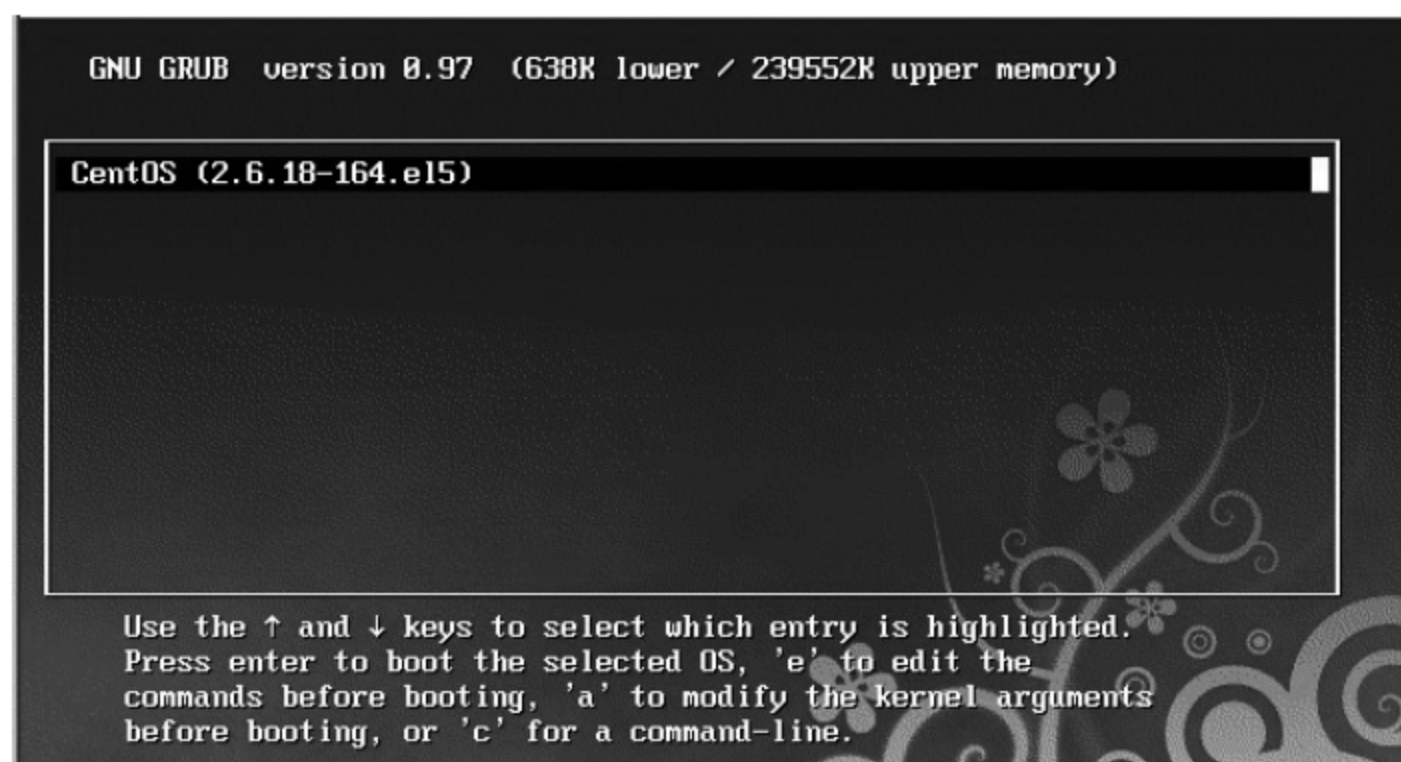 GNU GRUB  version 0.97  (638K lower / 239552K upper memory)
CentOS (2.6.18-164.el5)
Use the ↑ and ↓ keys to select which entry is highlighted.
Press enter to boot the selected OS, 'e' to edit the
commands before booting, 'a' to modify the kernel arguments
before booting, or 'c' for a command-line.